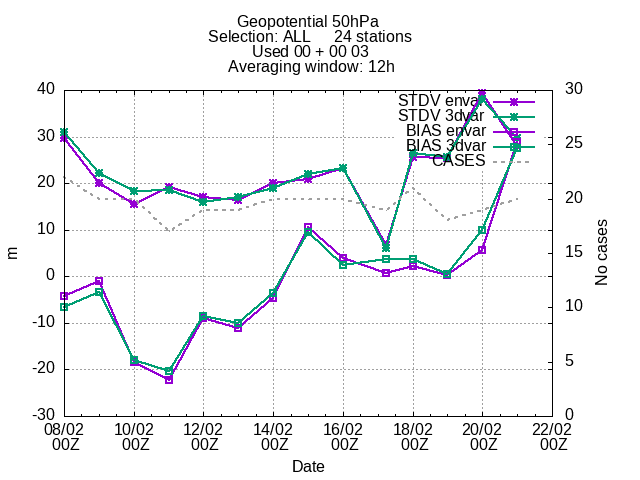 Geopotential 50hPa
Selection: ALL 24 stations
Used 00 + 00 03
Averaging window: 12h
40
30
20
10
0
-10
-20
-30
m
30
25
20
15
10
5
0
No cases
STDV envar
STDV 3dvar
BIAS envar
BIAS 3dvar
CASES
08/02 10/02 12/02 14/02 16/02 18/02 20/02 22/02
00Z 00Z 00Z 00Z 00Z 00Z 00Z 00Z
Date